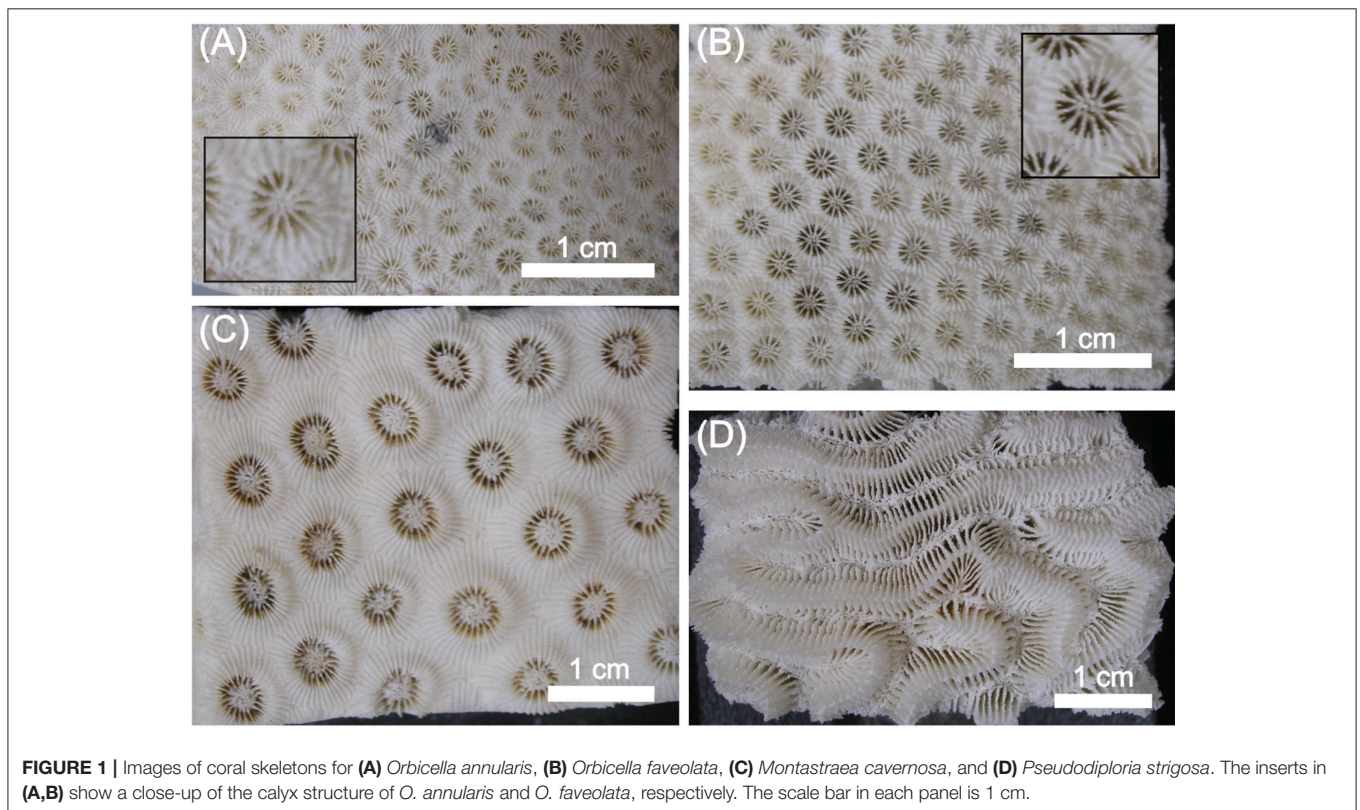 (A)
1 cm
(B)
1 cm
(C)
1 cm
(D)
1 cm
FIGURE 1 | Images of coral skeletons for (A) Orbicella annularis, (B) Orbicella faveolata, (C) Montastraea cavernosa, and (D) Pseudodiploria strigosa. The inserts in
(A,B) show a close-up of the calyx structure of O. annularis and O. faveolata, respectively. The scale bar in each panel is 1 cm.